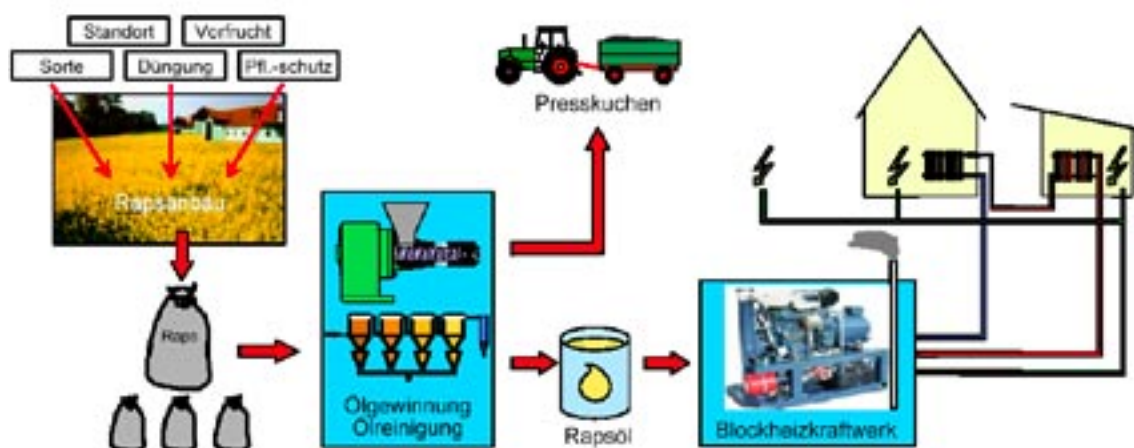 Standort Vorfrucht
Sorte Düngung Pfl.-schutz
Rapsanbau
Raps
Presskuchen
Ölgewinnung
Ölreinigung
Rapsöl
Blockheizkraftwerk